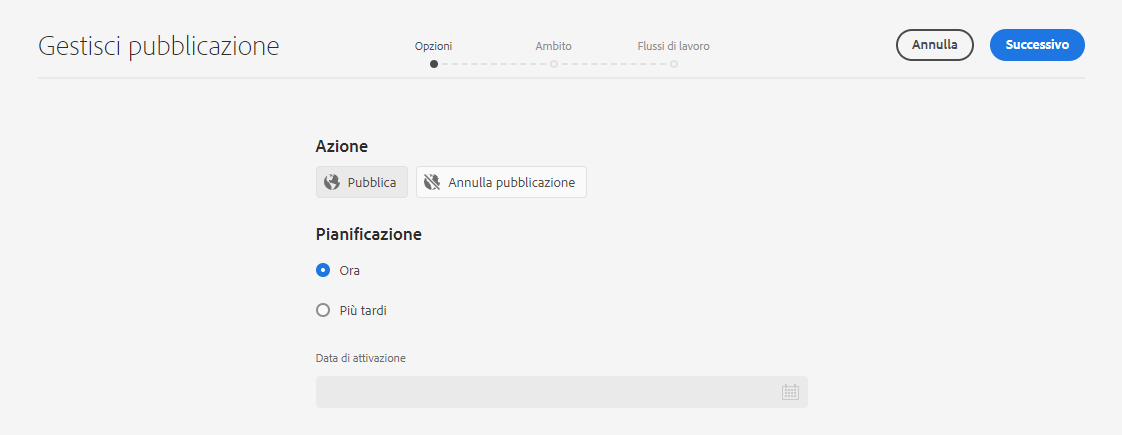 Gestisci pubblicazione
Opzioni
Ambito
Flussi di lavoro
Annulla
Successivo
Azione
Pubblica
Annulla pubblicazione
Pianificazione
Ora
Più tardi
Data di attivazione